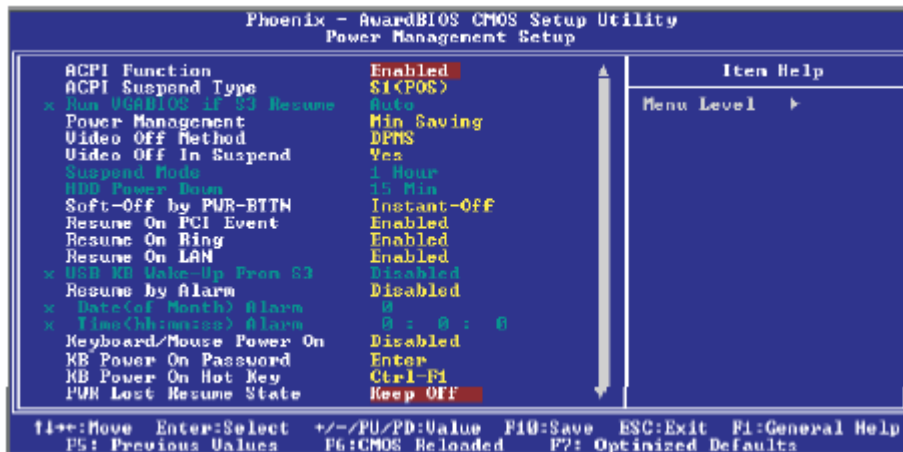 Phoenix - AwardBIOS CMOS Setup Utility
Power Management Setup
ACPI Function Enabled
ACPI Suspend Type S1(POS)
x Run VGABIOS if S3 Resume Auto
Power Management Min Saving
Video Off Method DPMS
Video Off In Suspend Yes
Suspend Mode 1 Hour
HDD Power Down 15 Min
Soft-Off by PWR-BTTN Instant-Off
Resume On PCI Event Enabled
Resume On Ring Enabled
Resume On LAN Enabled
x USB KB Wake-Up From S3 Disabled
Resume by Alarm Disabled
x Date(of Month) Alarm 0
x Time(hh:mm:ss) Alarm 0 : 0 : 0
Keyboard/Mouse Power On Disabled
KB Power On Password Enter
KB Power On Hot Key Ctrl-F1
PWR Lost Resume State Keep Off
Item Help
Menu Level ►
↑↓→←:Move Enter:Select +/-/PU/PD:Value F10:Save ESC:Exit F1:General Help
F5: Previous Values F6:CMOS Reloaded F7: Optimized Defaults